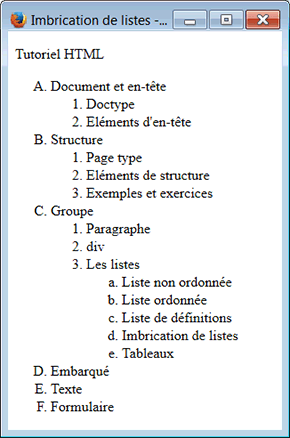 Imbrication de listes -...
Tutoriel HTML
A. Document et en-tête
1. Doctype
2. Eléments d'en-tête
B. Structure
1. Page type
2. Eléments de structure
3. Exemples et exercices
C. Groupe
1. Paragraphe
2. div
3. Les listes
a. Liste non ordonnée
b. Liste ordonnée
c. Liste de définitions
d. Imbrication de listes
e. Tableaux
D. Embarqué
E. Texte
F. Formulaire